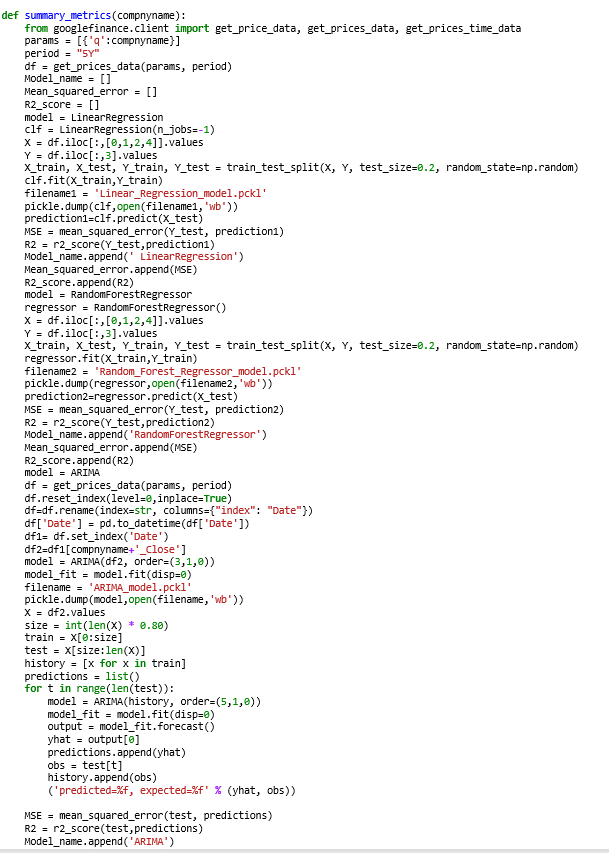 def summary_metrics(compnyname):
    from googlefinance.client import get_price_data, get_prices_data, get_prices_time_data
    params = [{'q':compnyname}]
    period = "5Y"
    df = get_prices_data(params, period)
    Model_name = []
    Mean_squared_error = []
    R2_score = []
    model = LinearRegression
    clf = LinearRegression(n_jobs=-1)
    X = df.iloc[:,[0,1,2,4]].values
    Y = df.iloc[:,3].values
    X_train, X_test, Y_train, Y_test = train_test_split(X, Y, test_size=0.2, random_state=np.random)
    clf.fit(X_train,Y_train)
    filename1 = 'Linear_Regression_model.pckl'
    pickle.dump(clf,open(filename1,'wb'))
    prediction1=clf.predict(X_test)
    MSE = mean_squared_error(Y_test, prediction1)
    R2 = r2_score(Y_test,prediction1)
    Model_name.append(' LinearRegression')
    Mean_squared_error.append(MSE)
    R2_score.append(R2)
    model = RandomForestRegressor
    regressor = RandomForestRegressor()
    X = df.iloc[:,[0,1,2,4]].values
    Y = df.iloc[:,3].values
    X_train, X_test, Y_train, Y_test = train_test_split(X, Y, test_size=0.2, random_state=np.random)
    regressor.fit(X_train,Y_train)
    filename2 = 'Random_Forest_Regressor_model.pckl'
    pickle.dump(regressor,open(filename2,'wb'))
    prediction2=regressor.predict(X_test)
    MSE = mean_squared_error(Y_test, prediction2)
    R2 = r2_score(Y_test,prediction2)
    Model_name.append('RandomForestRegressor')
    Mean_squared_error.append(MSE)
    R2_score.append(R2)
    model = ARIMA
    df = get_prices_data(params, period)
    df.reset_index(level=0,inplace=True)
    df=df.rename(index=str, columns={"index": "Date"})
    df['Date'] = pd.to_datetime(df['Date'])
    df1= df.set_index('Date')
    df2=df1[compnyname+'_Close']
    model = ARIMA(df2, order=(3,1,0))
    model_fit = model.fit(disp=0)
    filename = 'ARIMA_model.pckl'
    pickle.dump(model,open(filename,'wb'))
    X = df2.values
    size = int(len(X) * 0.80)
    train = X[0:size]
    test = X[size:len(X)]
    history = [x for x in train]
    predictions = list()
    for t in range(len(test)):
        model = ARIMA(history, order=(5,1,0))
        model_fit = model.fit(disp=0)
        output = model_fit.forecast()
        yhat = output[0]
        predictions.append(yhat)
        obs = test[t]
        history.append(obs)
        ('predicted=%f, expected=%f' % (yhat, obs))

    MSE = mean_squared_error(test, predictions)
    R2 = r2_score(test,predictions)
    Model_name.append('ARIMA')